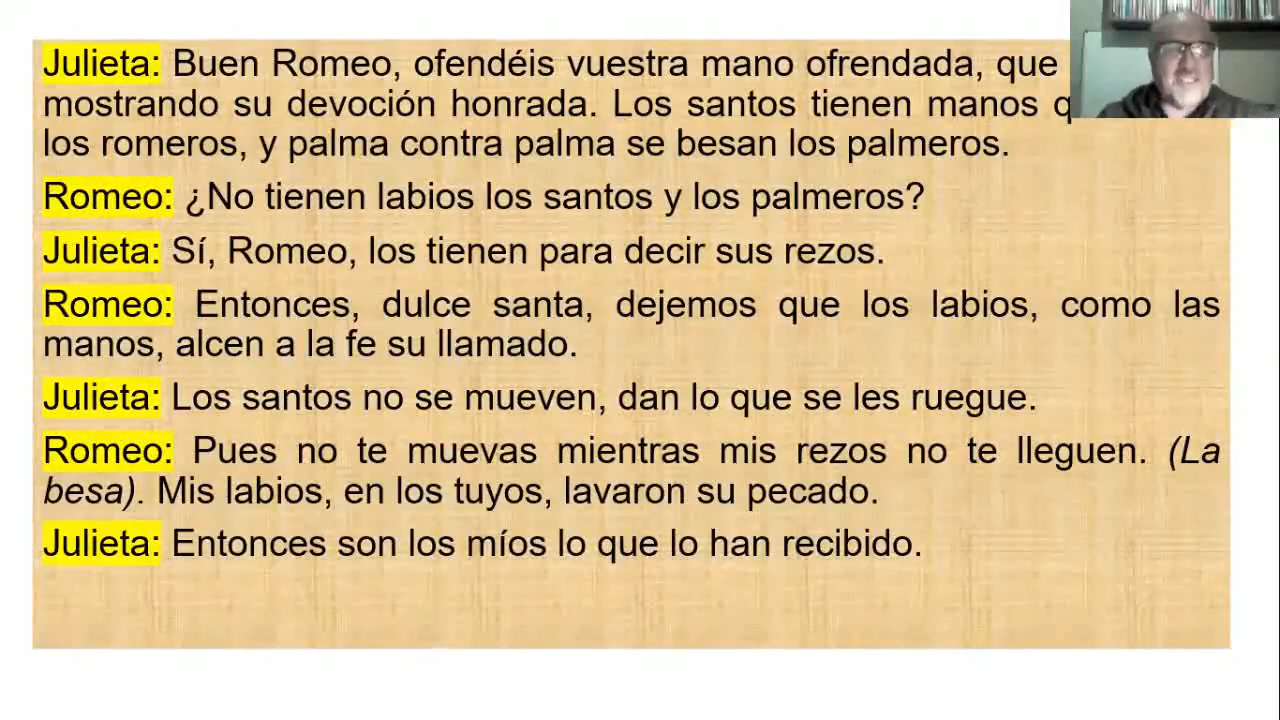 Julieta: Buen Romeo, ofendéis vuestra mano ofrendada, que
mostrando su devoción honrada. Los santos tienen manos
los romeros, y palma contra palma se besan los palmeros.
Romeo: ¿No tienen labios los santos y los palmeros?
Julieta: Sí, Romeo, los tienen para decir sus rezos.
Romeo: Entonces, dulce santa, dejemos que los labios, como las
manos, alcen a la fe su llamado.
Julieta: Los santos no se mueven, dan lo que se les ruegue.
Romeo: Pues no te muevas mientras mis rezos no te lleguen. (La
besa). Mis labios, en los tuyos, lavaron su pecado.
Julieta: Entonces son los míos lo que lo han recibido.